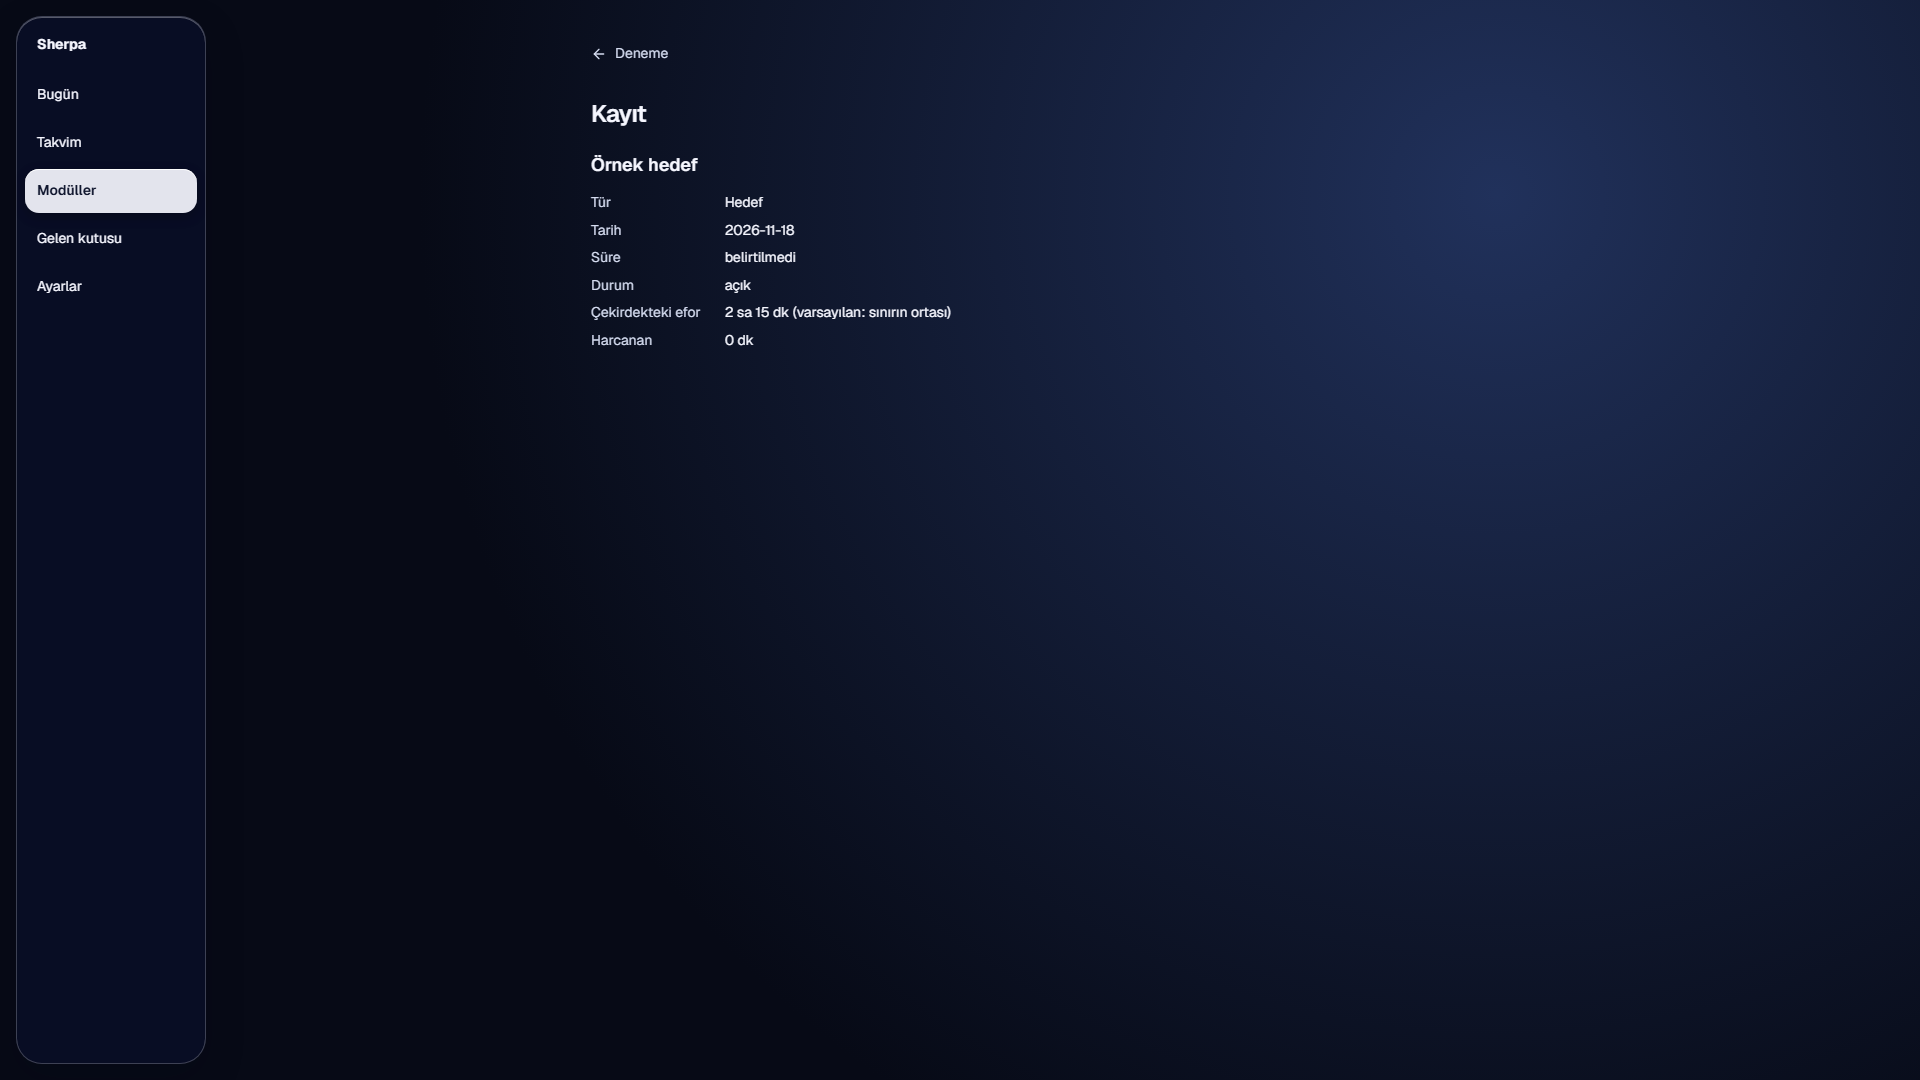 Sherpa
Bugün
Takvim
Modüller
Gelen kutusu
Ayarlar
← Deneme
Kayıt
Örnek hedef
Tür Hedef
Tarih 2026-11-18
Süre belirtilmedi
Durum açık
Çekirdekteki efor 2 sa 15 dk (varsayılan: sınırın ortası)
Harcanan 0 dk